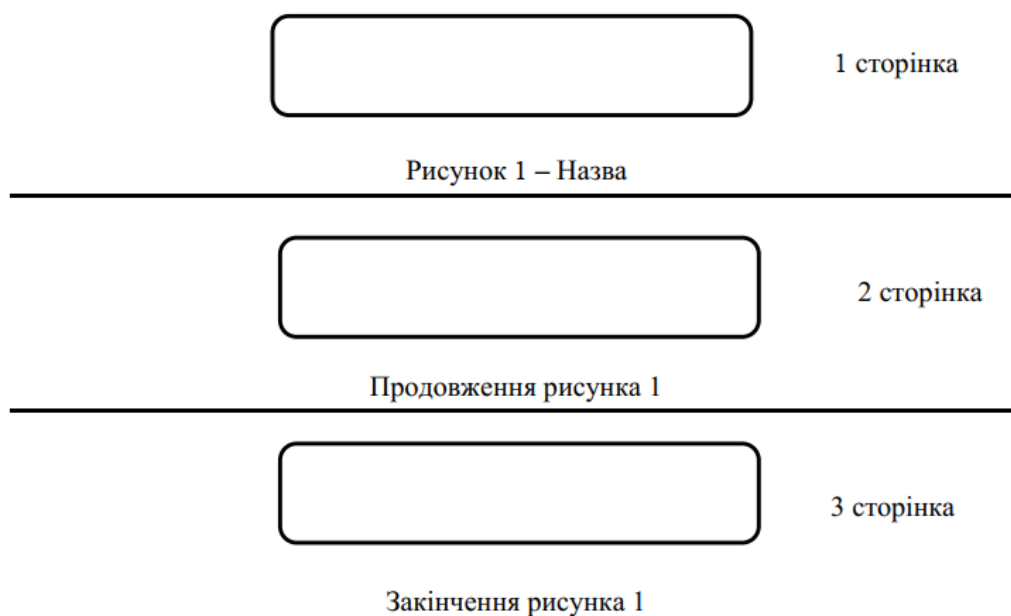 1 сторінка
Рисунок 1 – Назва
2 сторінка
Продовження рисунка 1
3 сторінка
Закінчення рисунка 1